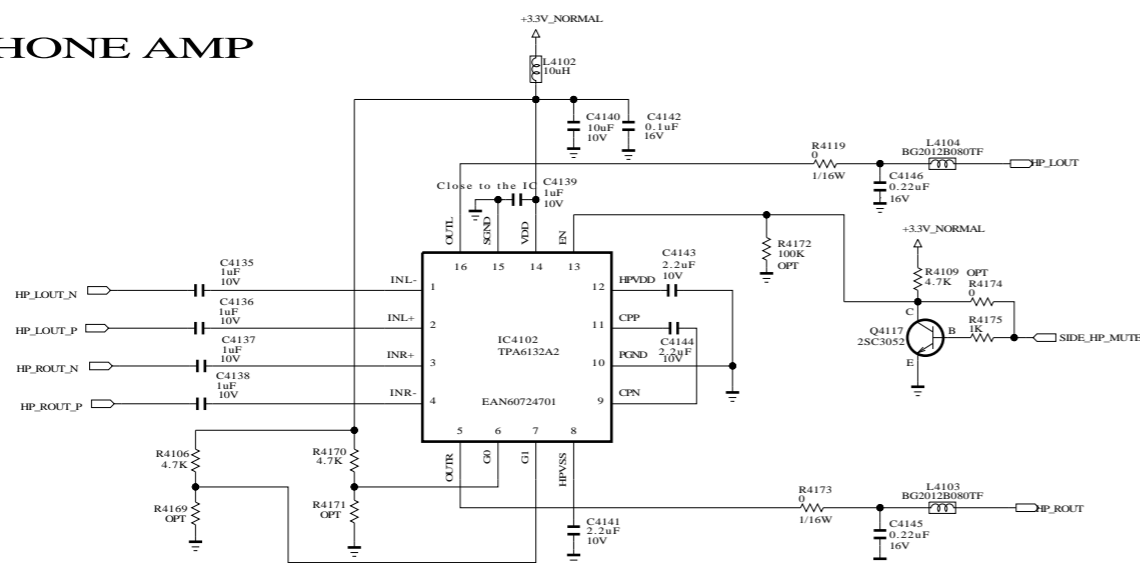 HONE AMP
+3.3V_NORMAL
L4102
10uH
C4140
10uF
10V
C4142
0.1uF
16V
Close to the IC
C4139
1uF
10V
R4119
0
1/16W
L4104
BG2012B080TF
HP_LOUT
C4146
0.22uF
16V
OUTL
SGND
VDD
EN
16
15
14
13
R4172
100K
OPT
+3.3V_NORMAL
R4109
4.7K
OPT
R4174
0
R4175
1K
C
B
E
Q4117
2SC3052
SIDE_HP_MUTE
C4135
1uF
10V
HP_LOUT_N
INL-
1
C4136
1uF
10V
HP_LOUT_P
INL+
2
C4137
1uF
10V
HP_ROUT_N
INR+
3
C4138
1uF
10V
HP_ROUT_P
INR-
4
IC4102
TPA6132A2
EAN60724701
12
HPVDD
C4143
2.2uF
10V
11
CPP
C4144
2.2uF
10V
10
PGND
9
CPN
5
6
7
8
OUTR
G0
G1
HPVSS
R4106
4.7K
R4170
4.7K
R4169
OPT
R4171
OPT
C4141
2.2uF
10V
R4173
0
1/16W
L4103
BG2012B080TF
HP_ROUT
C4145
0.22uF
16V